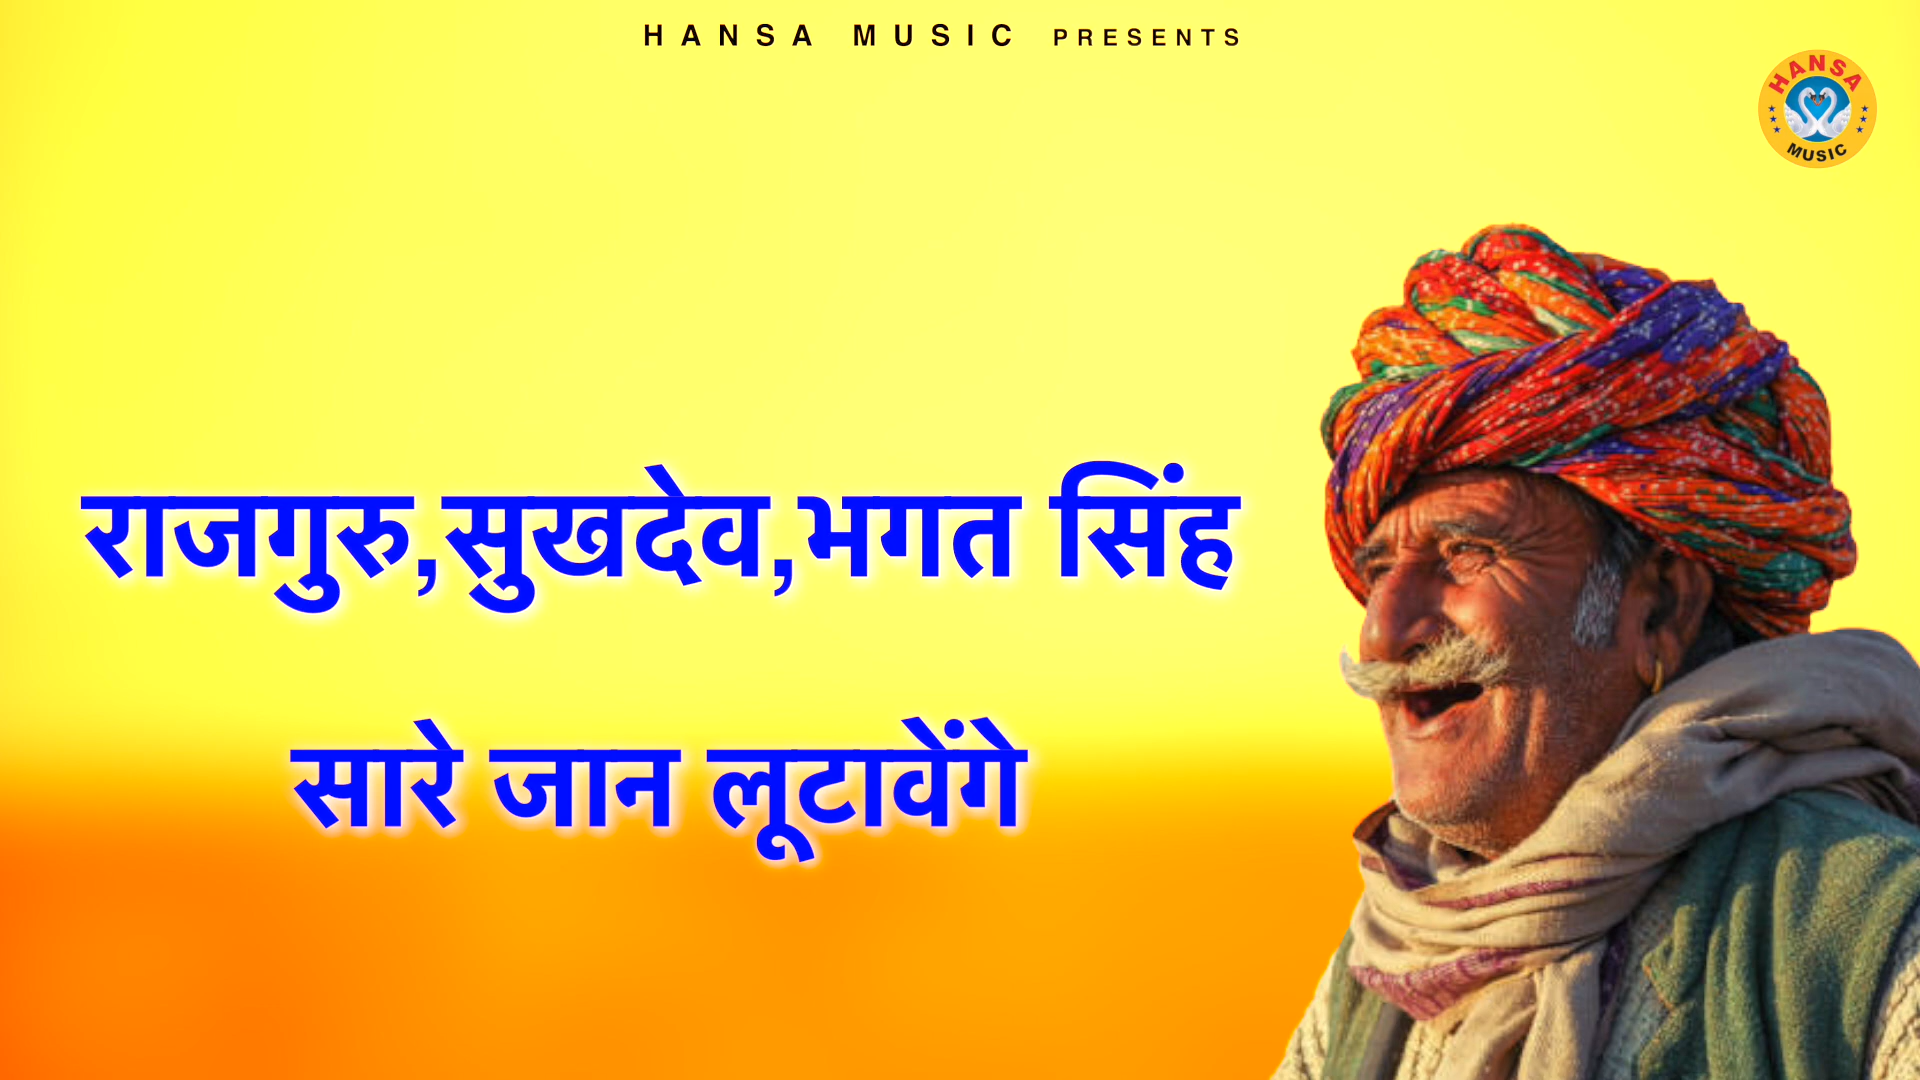 HANSA MUSIC PRESENTS
HANSA
MUSIC
राजगुरु,सुखदेव,भगत सिंह
सारे जान लूटावेंगे